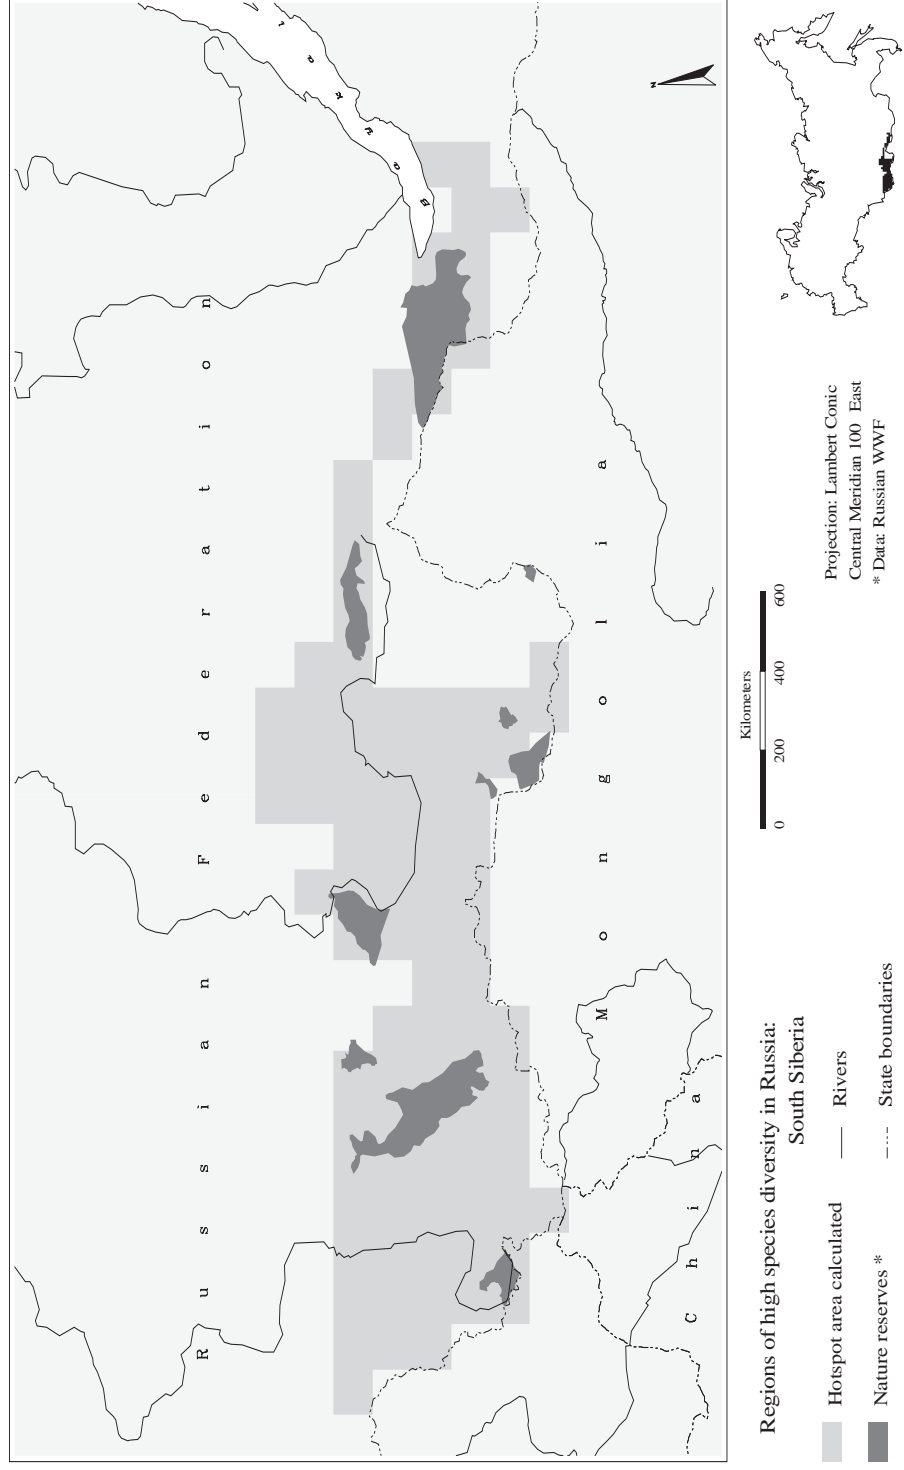 R u s s i a n F e d e r a t i o n
B a i k a l
N
M o n g o l i a
C h i n a
Regions of high species diversity in Russia:
South Siberia
Hotspot area calculated
Rivers
Nature reserves *
State boundaries
Kilometers
0 200 400 600
Projection: Lambert Conic
Central Meridian 100 East
* Data: Russian WWF